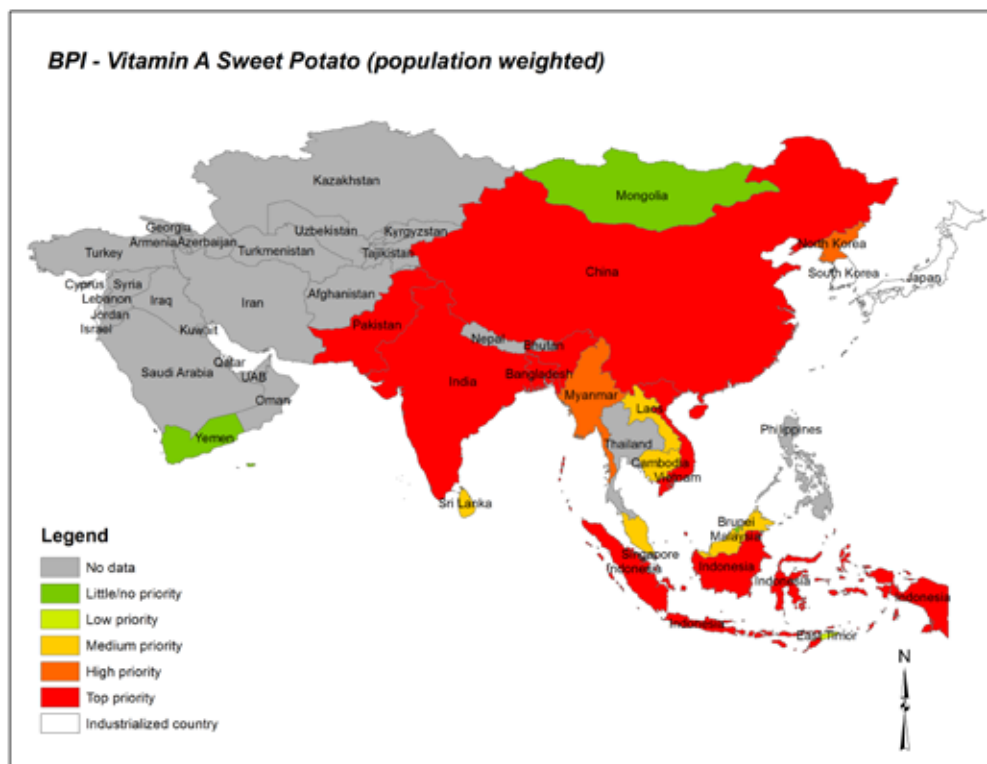 BPI - Vitamin A Sweet Potato (population weighted)
Kazakhstan
Mongolia
Georgia
Uzbekistan
Kyrgyzstan
Armenia
Azerbaijan
Turkey
Turkmenistan
Tajikistan
North Korea
South Korea
Japan
China
Cyprus
Syria
Lebanon
Iraq
Iran
Afghanistan
Jordan
Israel
Kuwait
Pakistan
Nepal
Bhutan
Qatar
Saudi Arabia
UAB
India
Bangladesh
Oman
Myanmar
Laos
Yemen
Thailand
Philippines
Cambodia
Vietnam
Sri Lanka
Brunei
Malaysia
Singapore
Indonesia
Indonesia
Indonesia
Indonesia
Indonesia
East Timor
Legend
No data
Little/no priority
Low priority
Medium priority
High priority
Top priority
Industrialized country
N